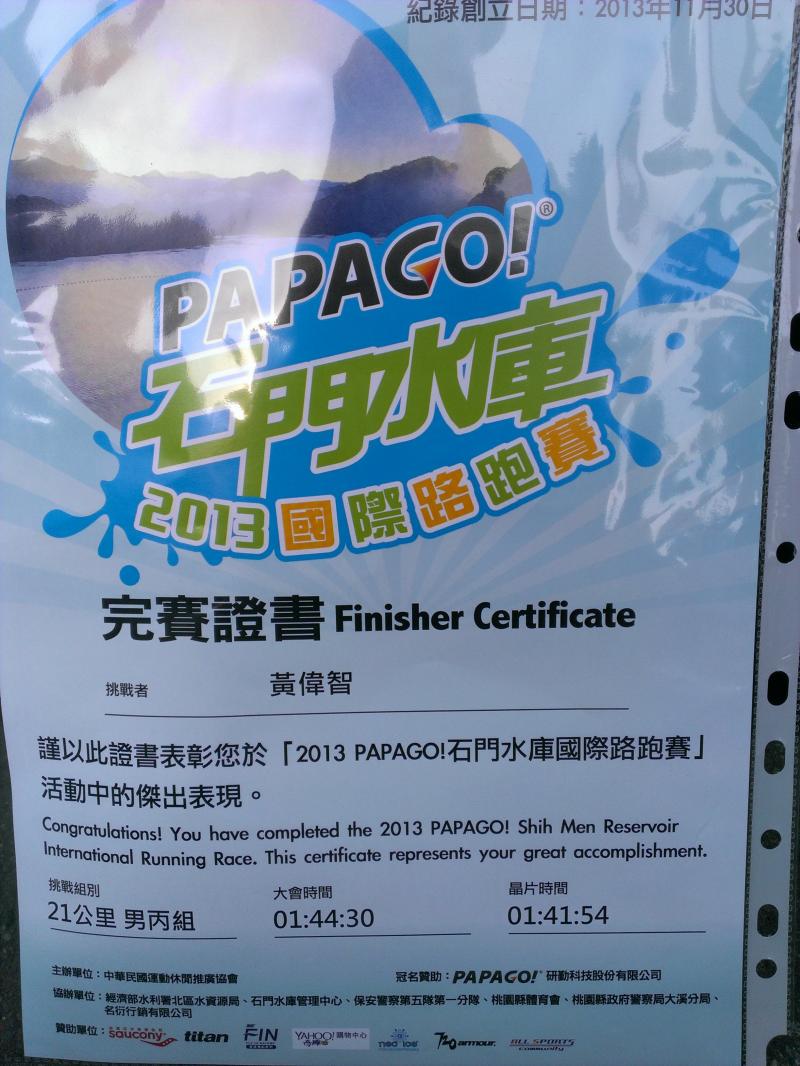 紀錄創立日期：2013年11月30日
PAPAGO!®
石門水庫
2013國際路跑賽
完賽證書 Finisher Certificate
挑戰者 黃偉智
謹以此證書表彰您於「2013 PAPAGO!石門水庫國際路跑賽」
活動中的傑出表現。
Congratulations! You have completed the 2013 PAPAGO! Shih Men Reservoir
International Running Race. This certificate represents your great accomplishment.
挑戰組別 大會時間 晶片時間
21公里 男丙組 01:44:30 01:41:54
主辦單位：中華民國運動休閒推廣協會 冠名贊助：PAPAGO!® 研勤科技股份有限公司
協辦單位：經濟部水利署北區水資源局、石門水庫管理中心、保安警察第五隊第一分隊、桃園縣體育會、桃園縣政府警察局大溪分局、
名衍行銷有限公司
贊助單位：saucony titan FIN YAHOO!購物中心 720armour. ALL SPORTS community